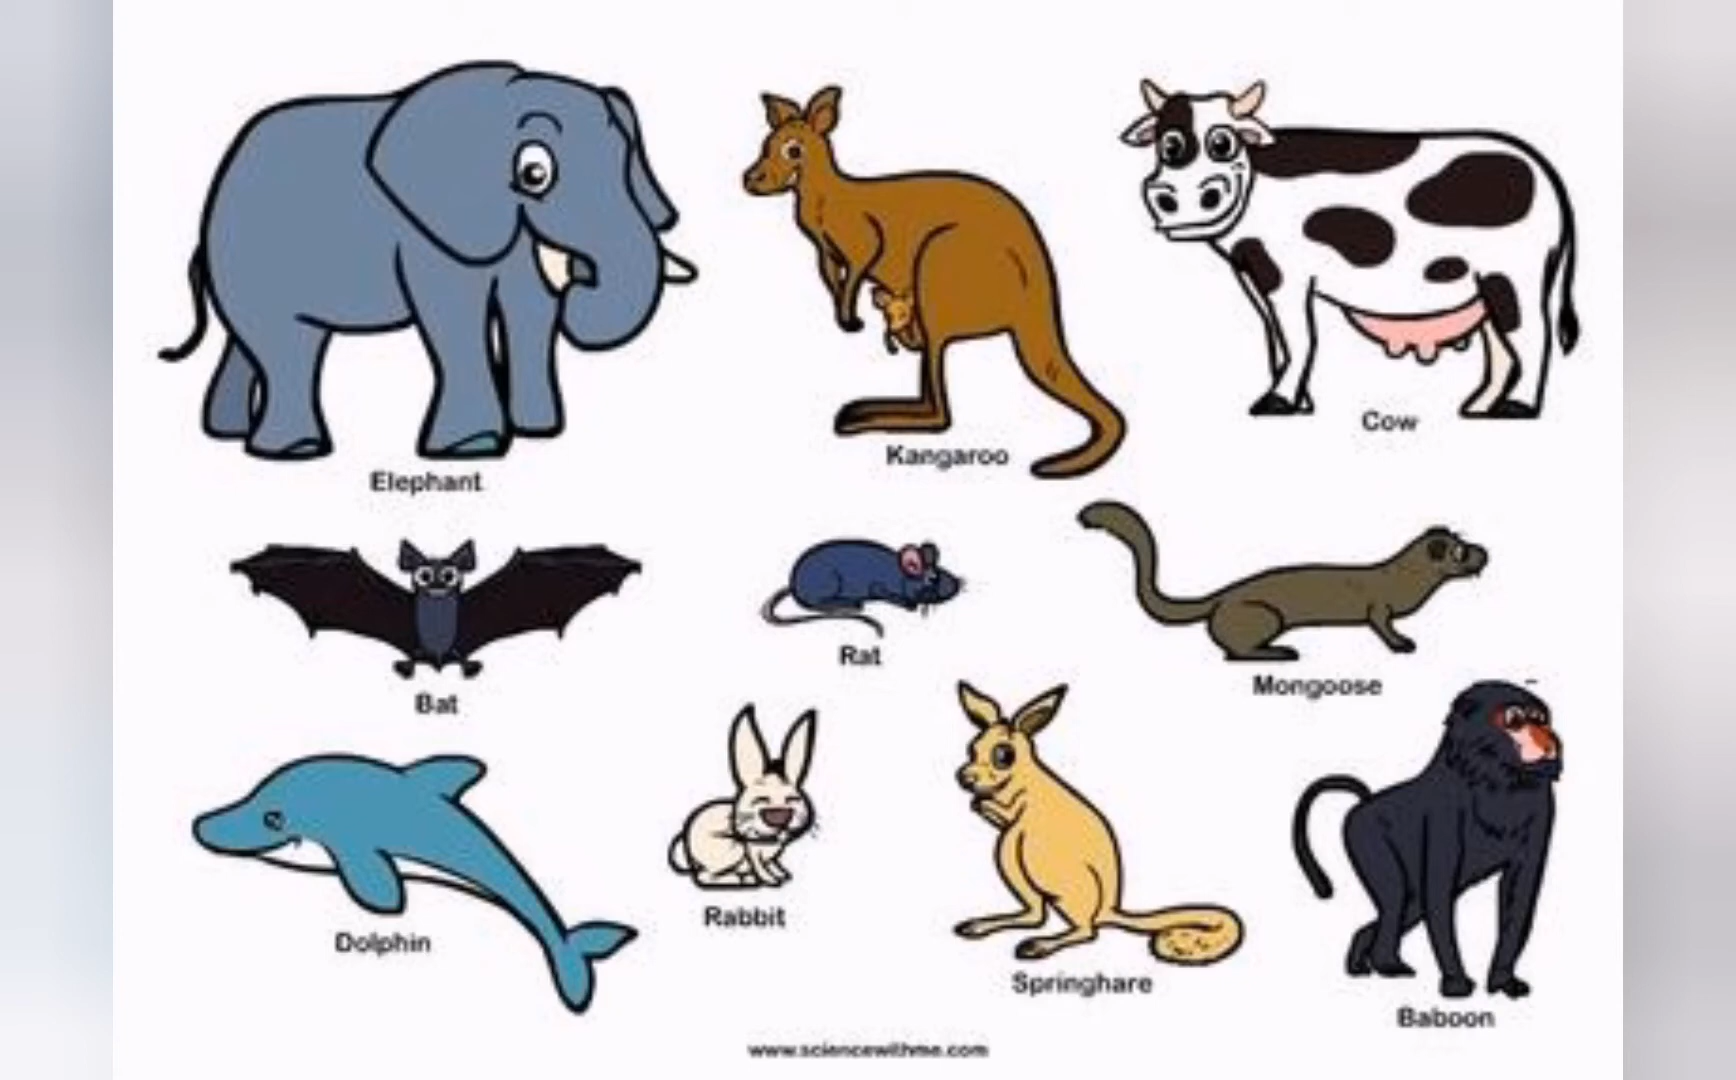 Elephant
Kangaroo
Cow
Bat
Rat
Mongoose
Dolphin
Rabbit
Springhare
Baboon
www.sciencewithme.com